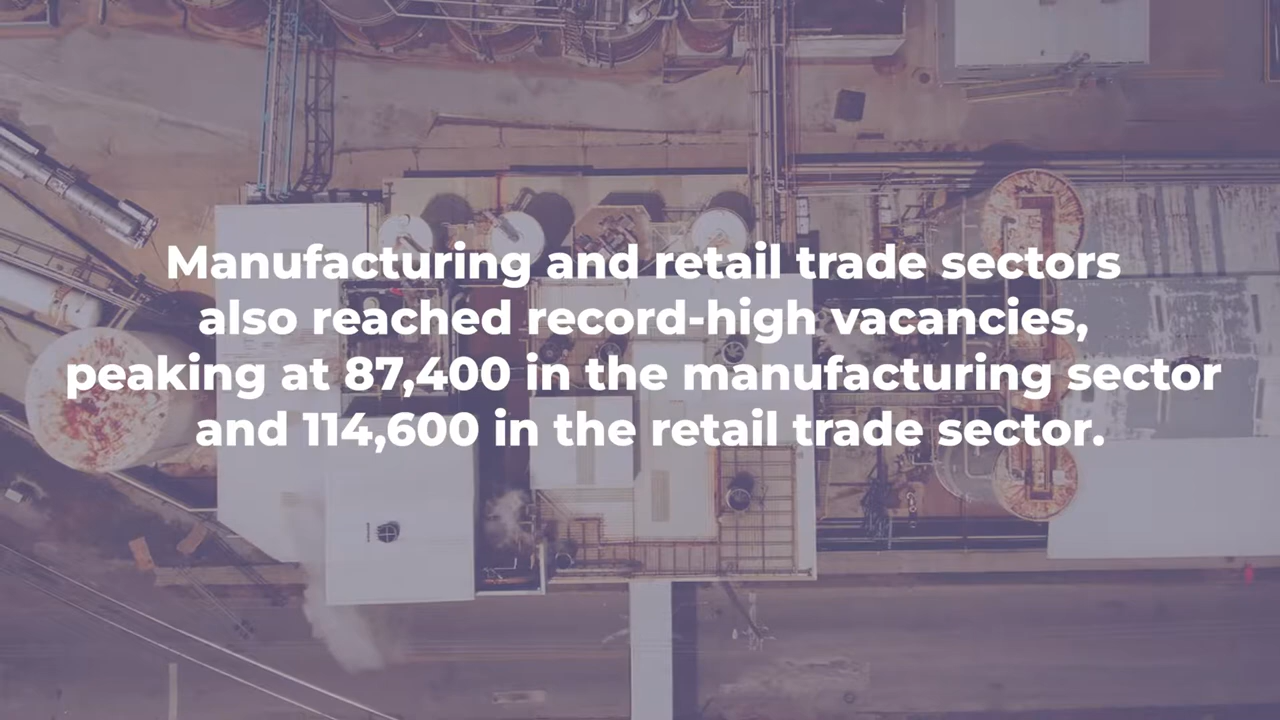 Manufacturing and retail trade sectors
also reached record-high vacancies,
peaking at 87,400 in the manufacturing sector
and 114,600 in the retail trade sector.